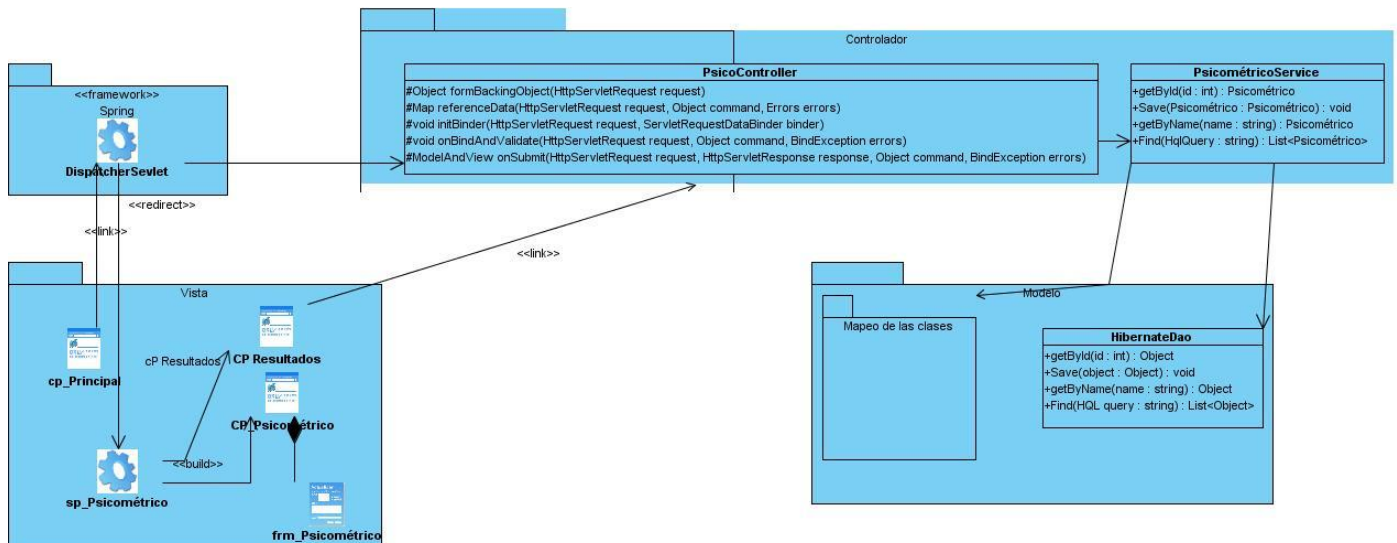 Controlador
PsicoController
#Object formBackingObject(HttpServletRequest request)
#Map referenceData(HttpServletRequest request, Object command, Errors errors)
#void initBinder(HttpServletRequest request, ServletRequestDataBinder binder)
#void onBindAndValidate(HttpServletRequest request, Object command, BindException errors)
#ModelAndView onSubmit(HttpServletRequest request, HttpServletResponse response, Object command, BindException errors)
PsicométricoService
+getById(id : int) : Psicométrico
+Save(Psicométrico : Psicométrico) : void
+getByName(name : string) : Psicométrico
+Find(HqlQuery : string) : List<Psicométrico>
<<framework>>
Spring
DispatcherSevlet
<<redirect>>
<<link>>
<<link>>
Vista
cp_Principal
cP Resultados
CP Resultados
CP_Psicométrico
<<build>>
sp_Psicométrico
frm_Psicométrico
Modelo
Mapeo de las clases
HibernateDao
+getById(id : int) : Object
+Save(object : Object) : void
+getByName(name : string) : Object
+Find(HQL query : string) : List<Object>